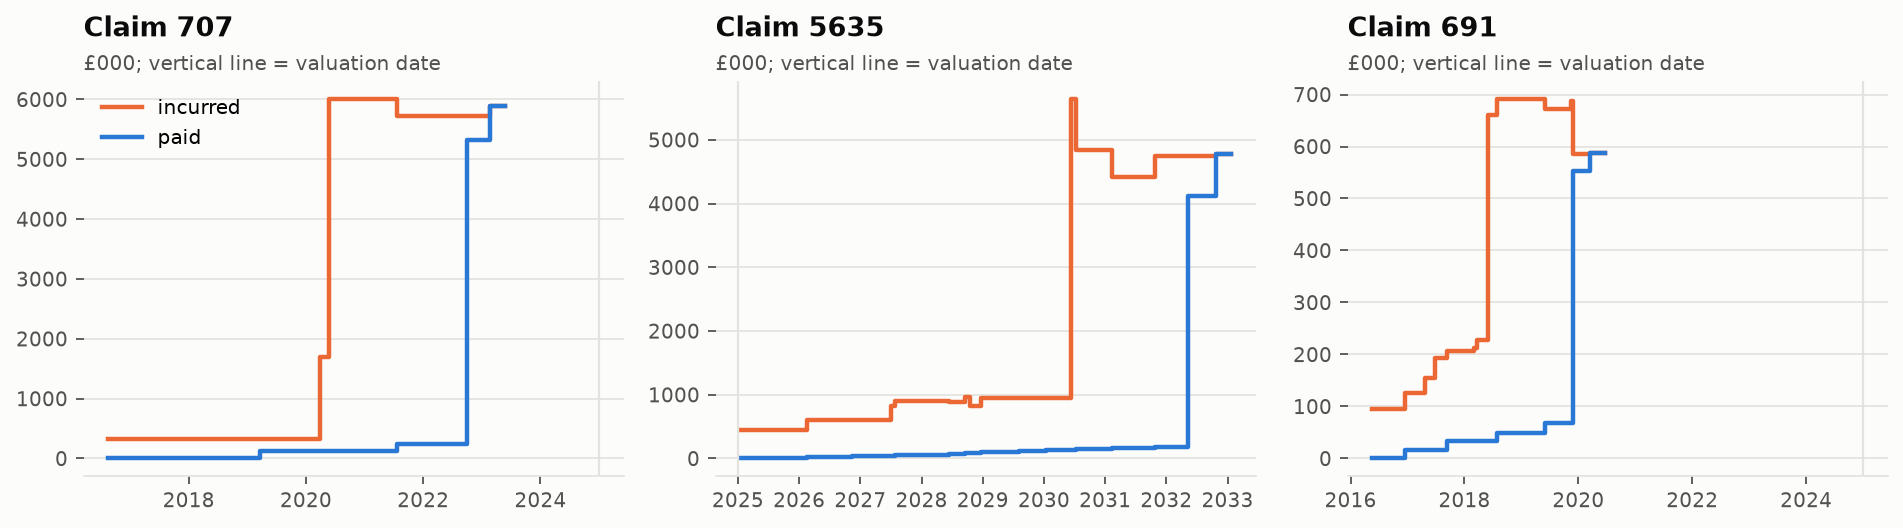 Claim 707
£000; vertical line = valuation date
incurred
paid
6000
5000
4000
3000
2000
1000
0
2018 2020 2022 2024
Claim 5635
£000; vertical line = valuation date
5000
4000
3000
2000
1000
0
2025 2026 2027 2028 2029 2030 2031 2032 2033
Claim 691
£000; vertical line = valuation date
700
600
500
400
300
200
100
0
2016 2018 2020 2022 2024